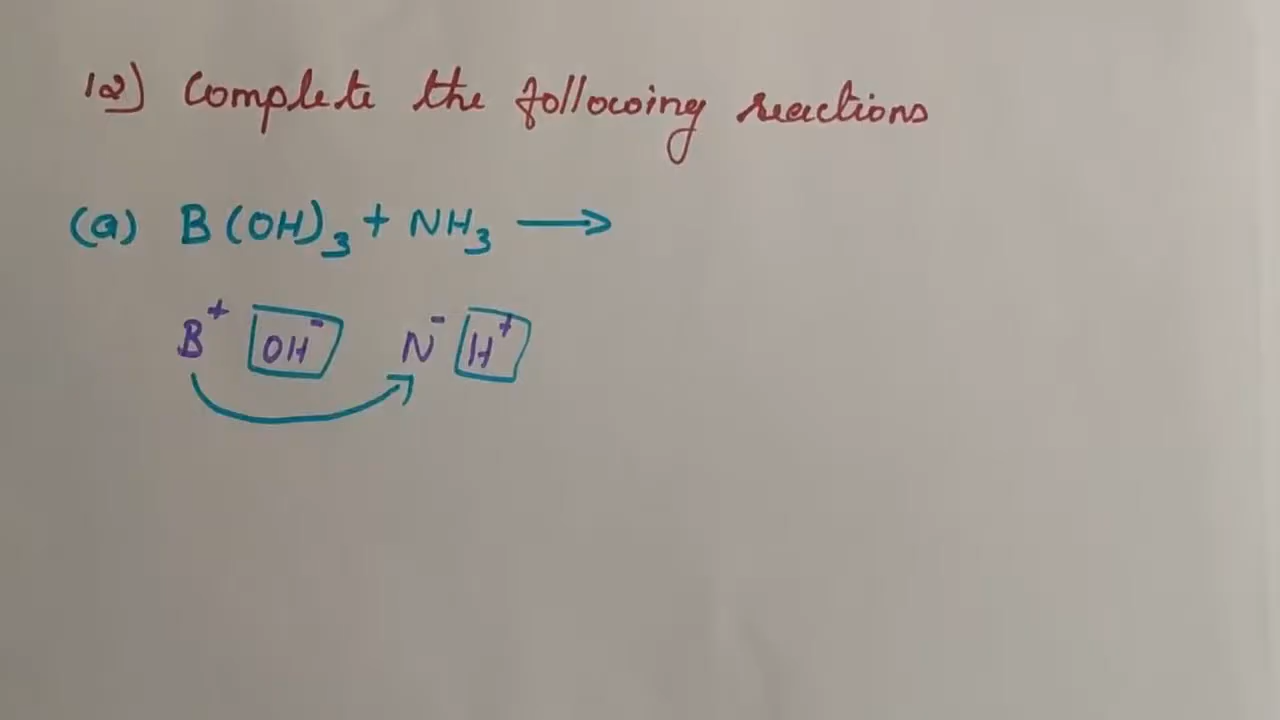 12) Complete the following reactions
(a) B(OH)₃ + NH₃ ⟶
B⁺ OH⁻ N⁻ H⁺